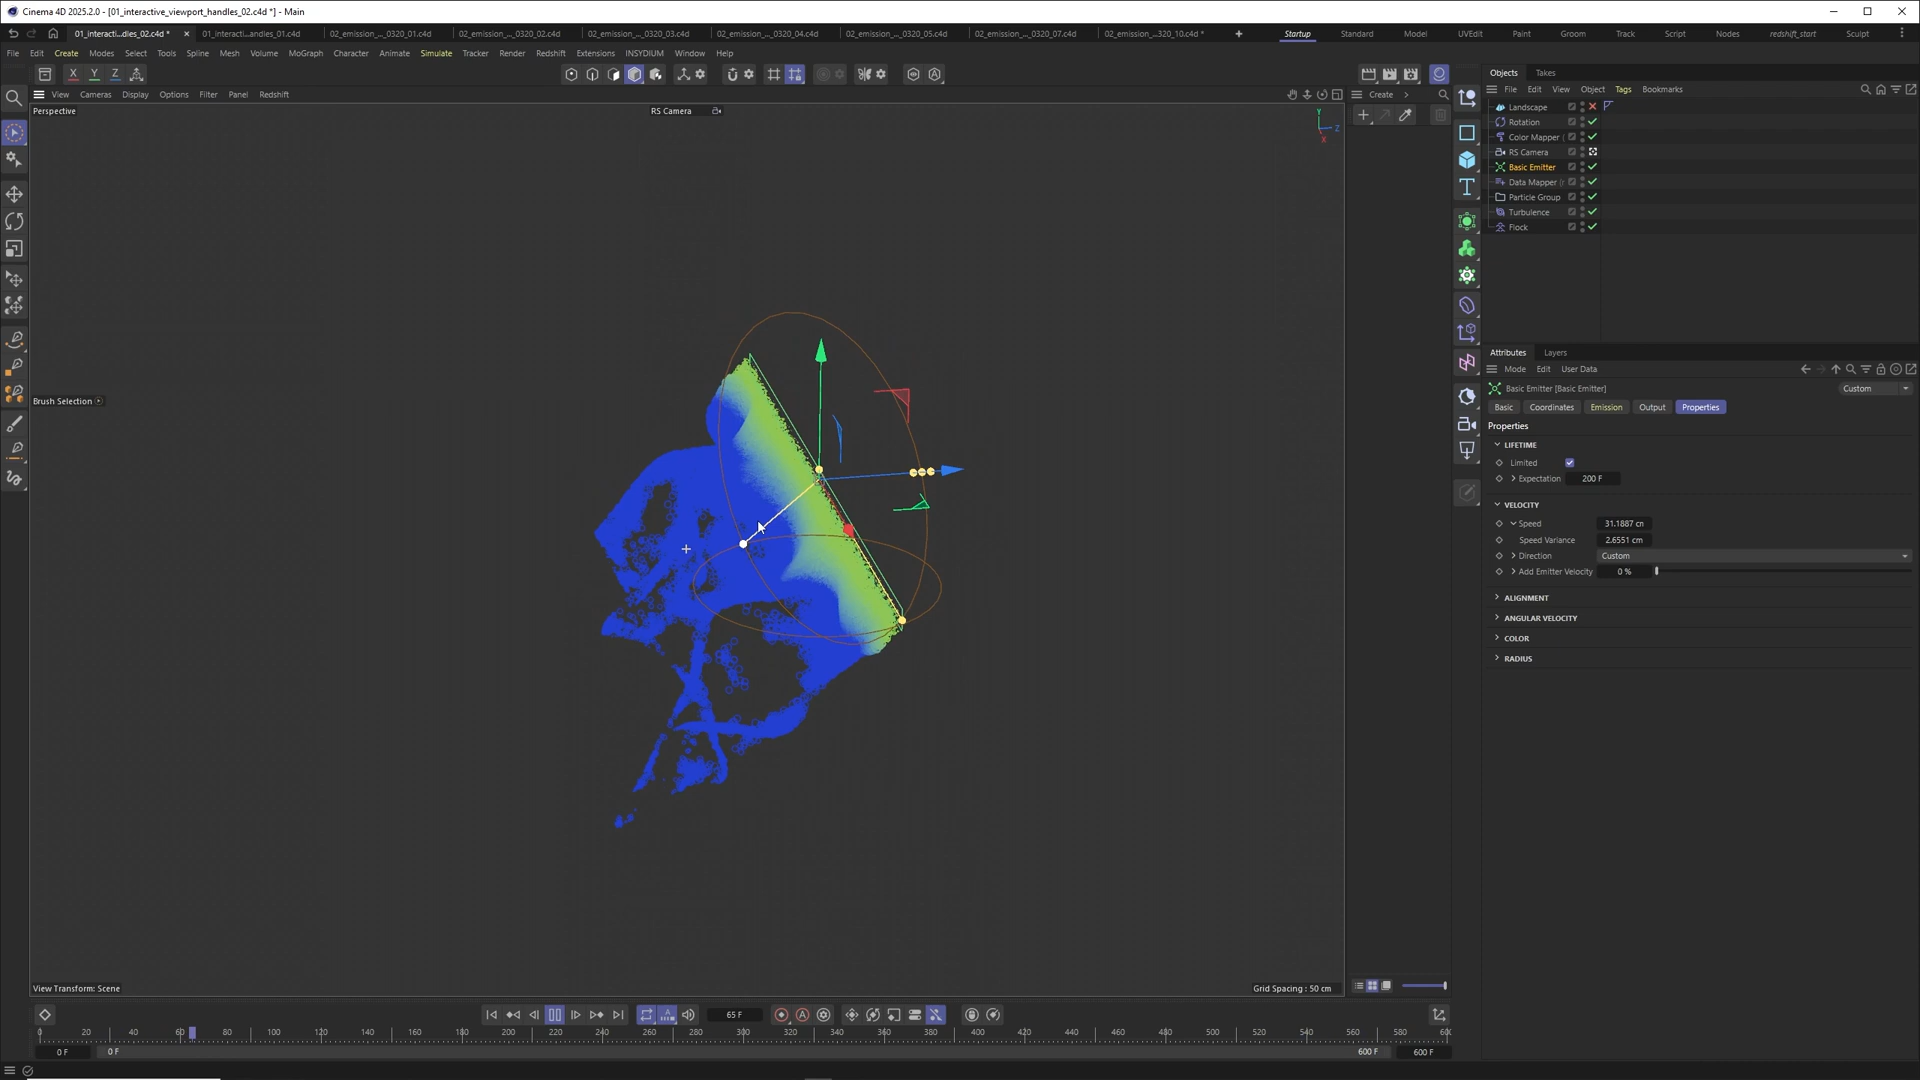 Cinema 4D 2025.2.0 - [01_interactive_viewport_handles_02.c4d *] - Main
01_interacti...dies_02.c4d *
01_interacti...andies_01.c4d
02_emission_..._0320_01.c4d
02_emission_..._0320_02.c4d
02_emission_..._0320_03.c4d
02_emission_..._0320_04.c4d
02_emission_..._0320_05.c4d
02_emission_..._0320_07.c4d
02_emission_...320_10.c4d *
Startup
Standard
Model
UVEdit
Paint
Groom
Track
Script
Nodes
redshift_start
Sculpt
File Edit Create Modes Select Tools Spline Mesh Volume MoGraph Character Animate Simulate Tracker Render Redshift Extensions INSYDIUM Window Help
X Y Z
View Cameras Display Options Filter Panel Redshift
Create
Perspective
RS Camera
Y
Z
X
Brush Selection
View Transform: Scene
Grid Spacing : 50 cm
Objects Takes
File Edit View Object Tags Bookmarks
Landscape
Rotation
Color Mapper (
RS Camera
Basic Emitter
Data Mapper (r
Particle Group
Turbulence
Flock
Attributes Layers
Mode Edit User Data
Basic Emitter [Basic Emitter]
Custom
Basic Coordinates Emission Output Properties
Properties
LIFETIME
Limited
Expectation 200 F
VELOCITY
Speed 31.1887 cn
Speed Variance 2.6551 cm
Direction Custom
Add Emitter Velocity 0 %
ALIGNMENT
ANGULAR VELOCITY
COLOR
RADIUS
65 F
0 20 40 60 80 100 120 140 160 180 200 220 240 260 280 300 320 340 360 380 400 420 440 460 480 500 520 540 560 580 60(
0 F 0 F 600 F 600 F